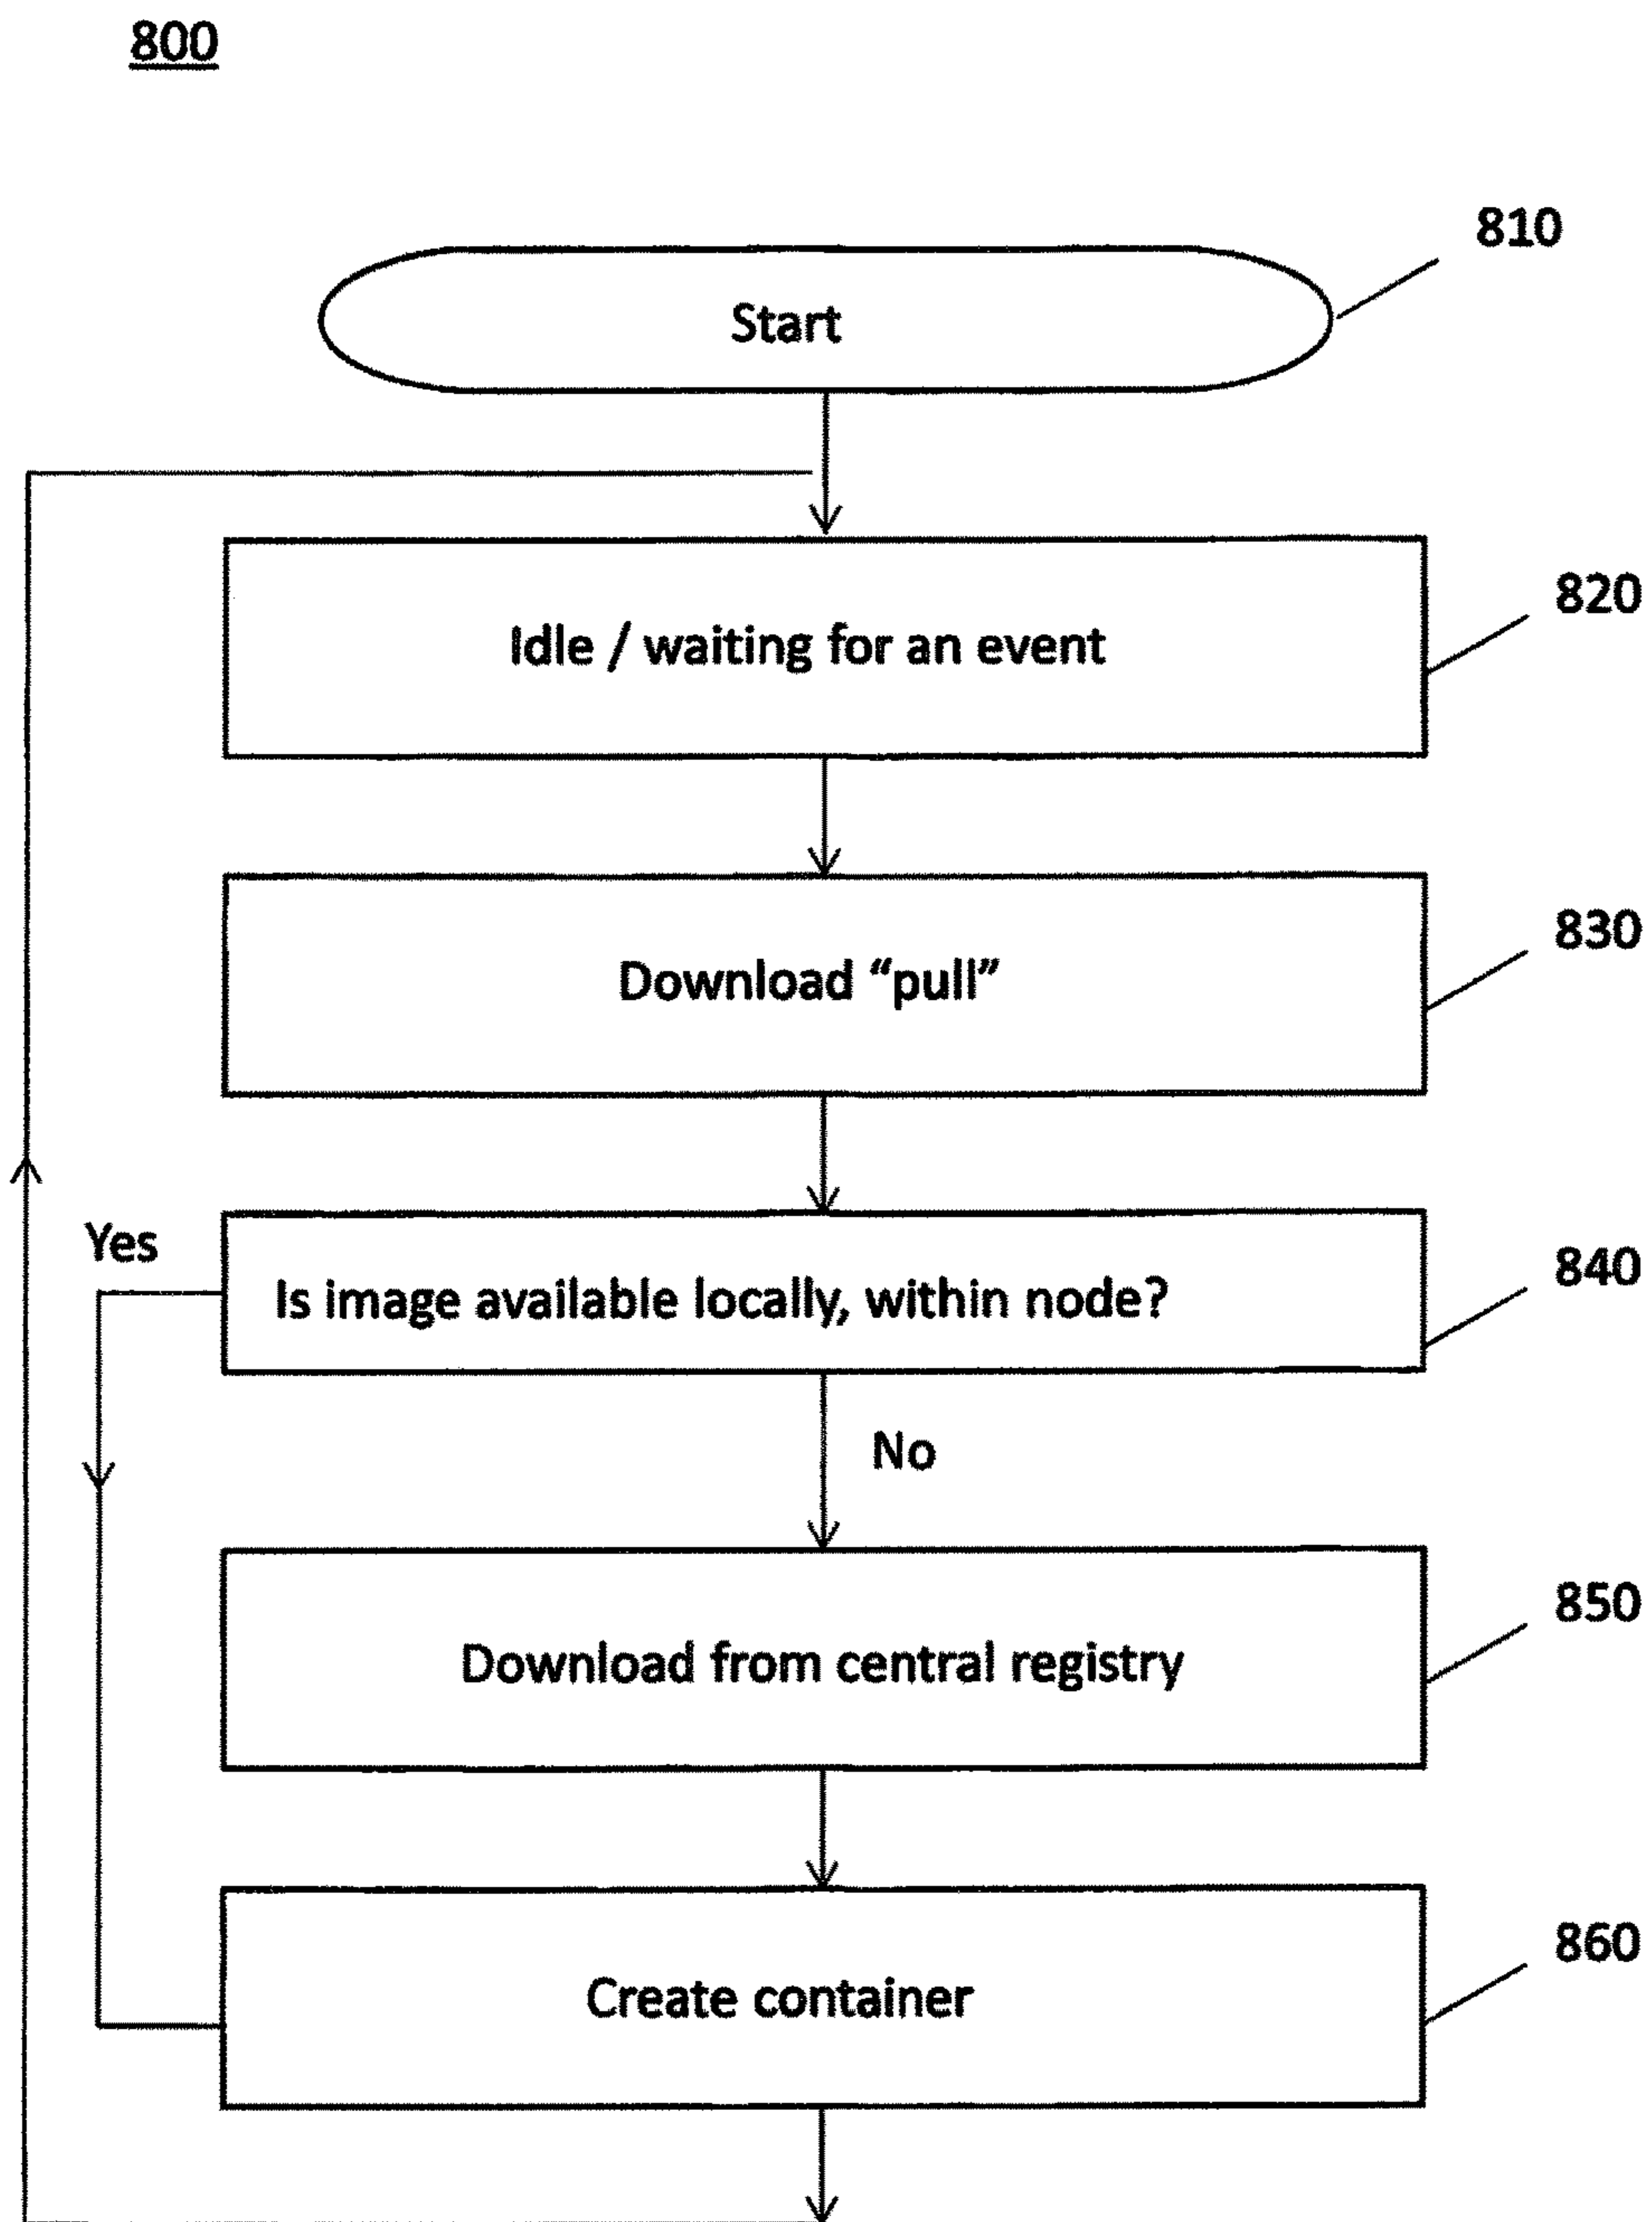 800
810
Start
820
Idle / waiting for an event
830
Download “pull”
Yes
840
Is image available locally, within node?
No
850
Download from central registry
860
Create container